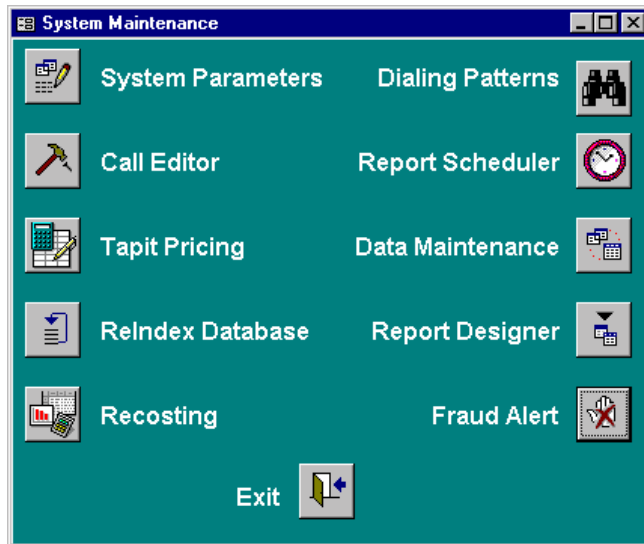 System Maintenance
System Parameters
Dialing Patterns
Call Editor
Report Scheduler
Tapit Pricing
Data Maintenance
ReIndex Database
Report Designer
Recosting
Fraud Alert
Exit